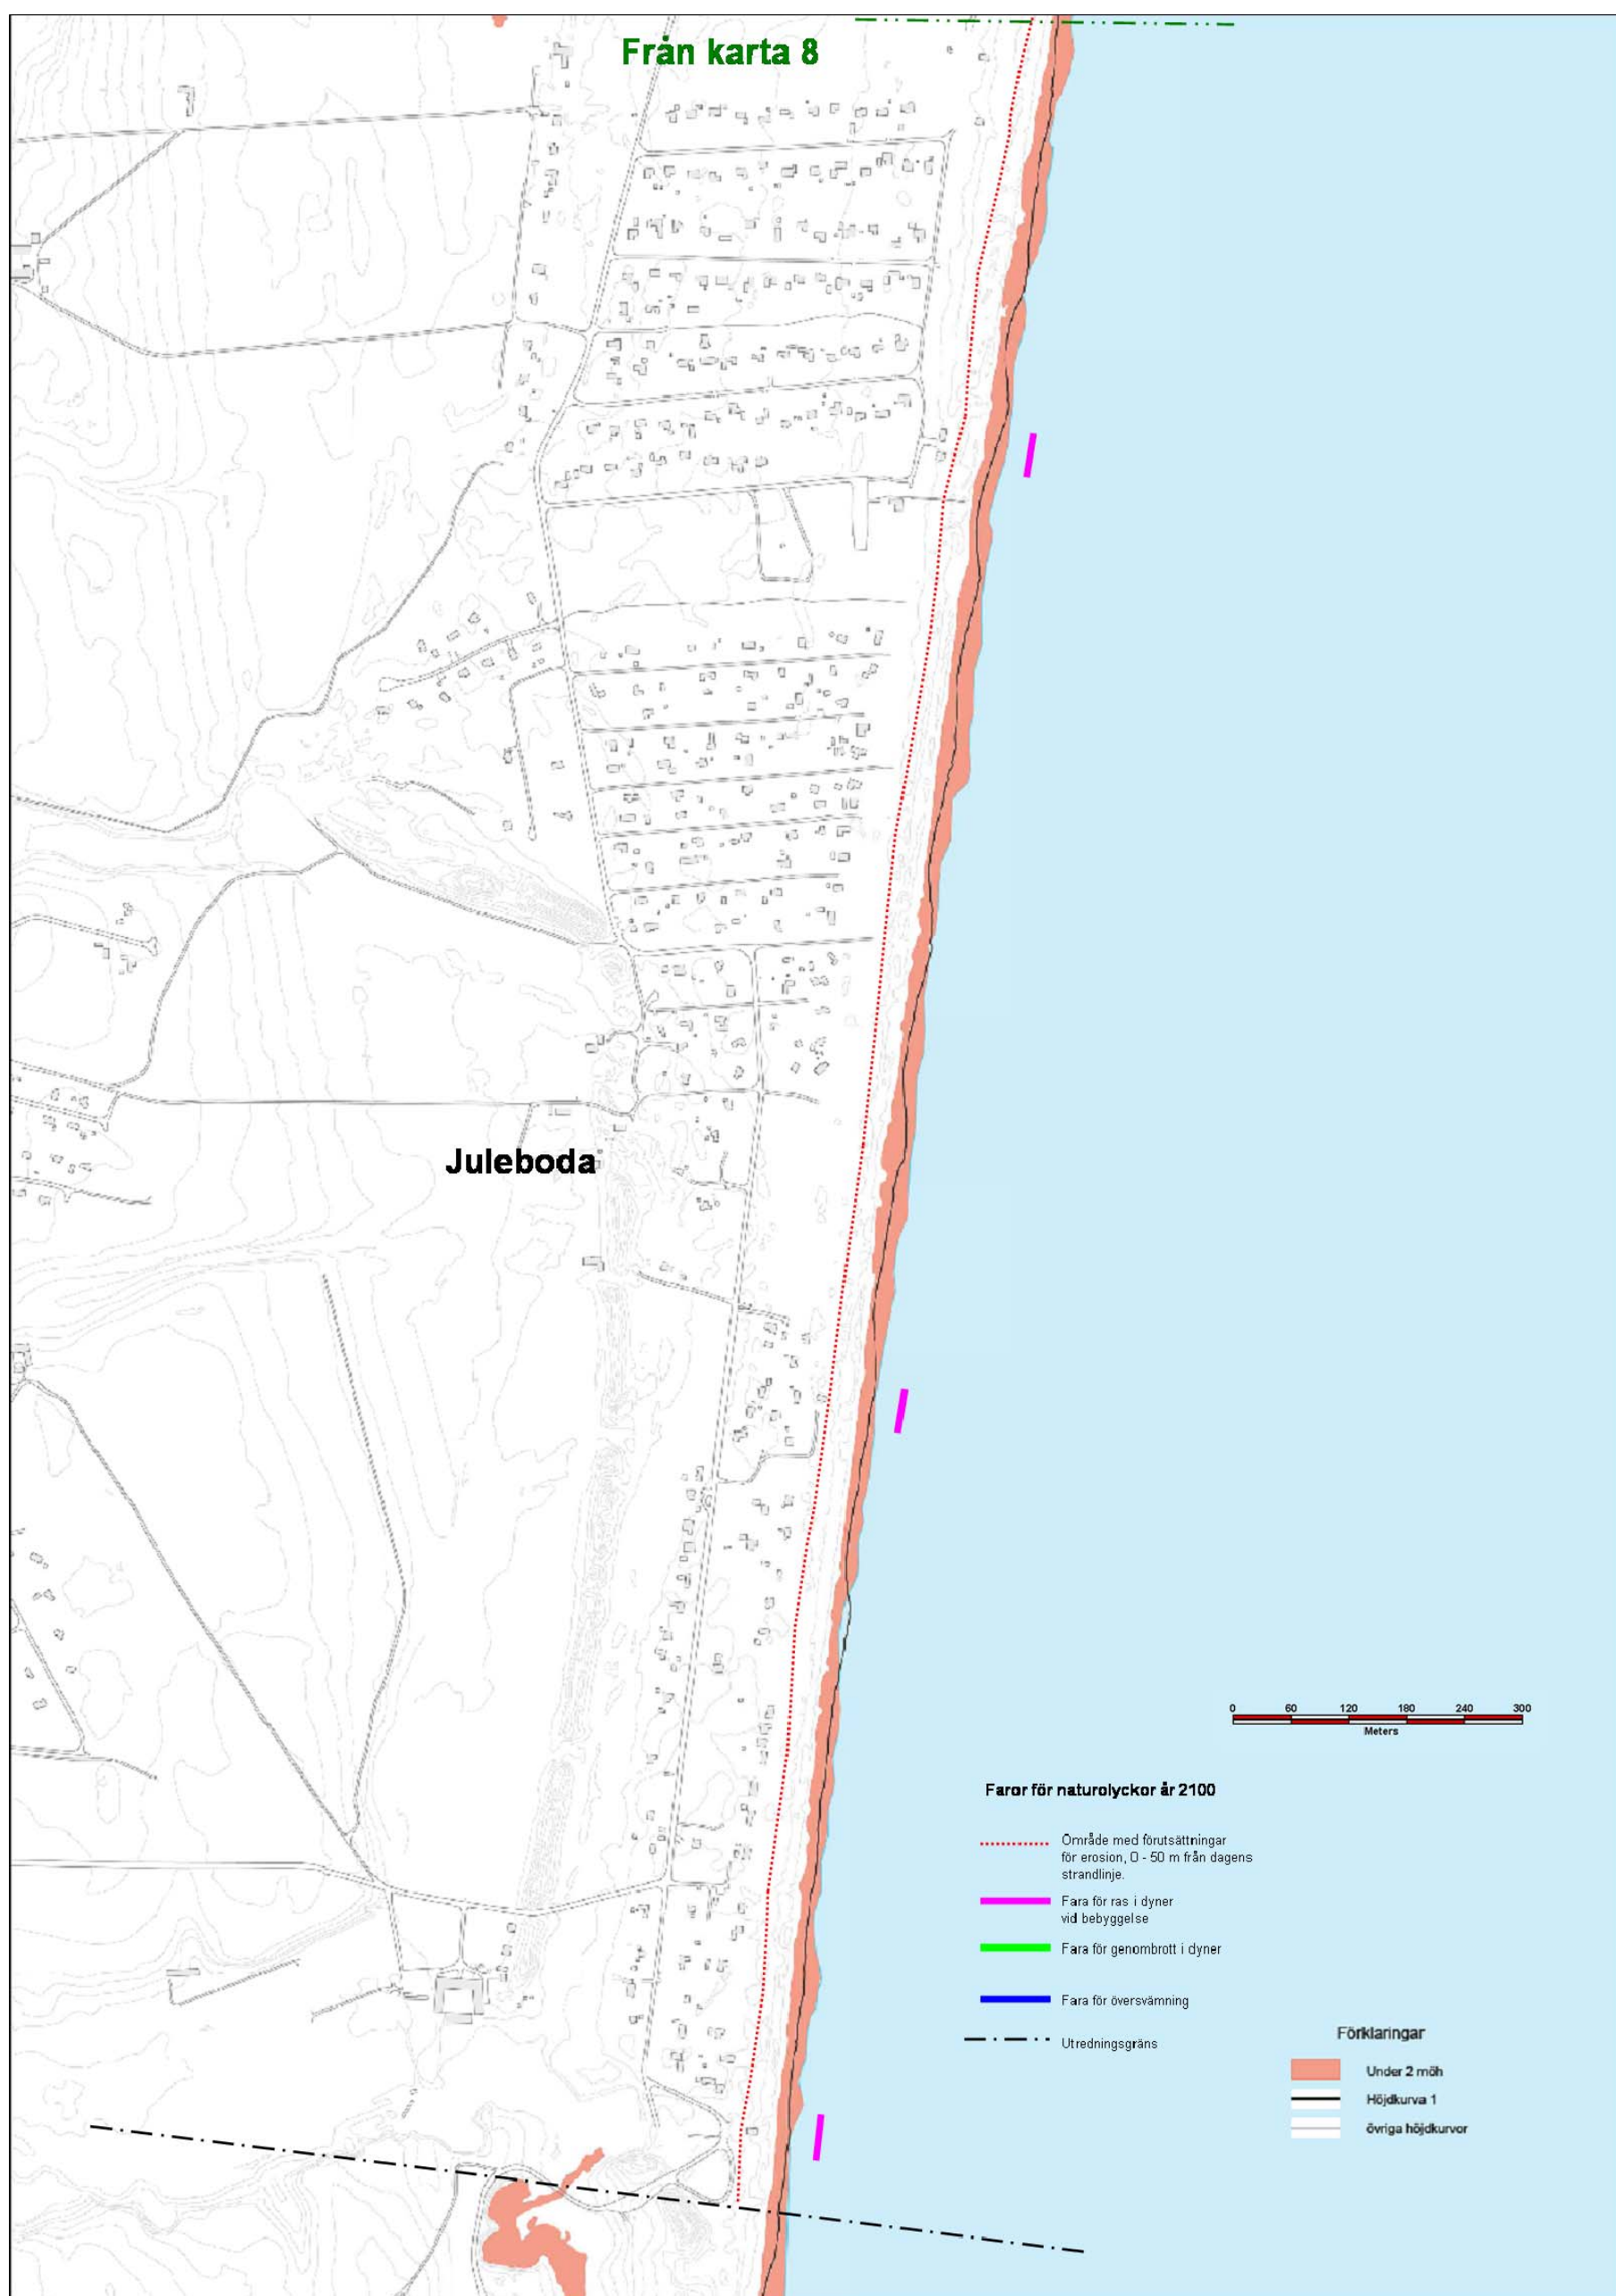 Från karta 8
Juleboda
0 60 120 180 240 300
Meters
Faror för naturolyckor år 2100
Område med förutsättningar
för erosion, 0 - 50 m från dagens
strandlinje.
Fara för ras i dyner
vid bebyggelse
Fara för genombrott i dyner
Fara för översvämning
Utredningsgräns
Förklaringar
Under 2 möh
Höjdkurva 1
övriga höjdkurvor